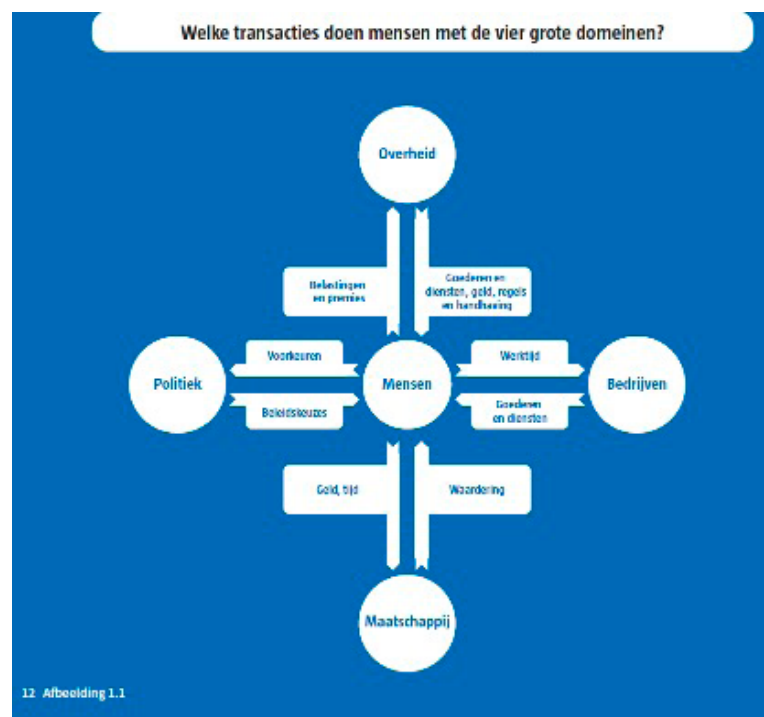 Welke transacties doen mensen met de vier grote domeinen?
Overheid
Belastingen
en premies
Goederen en
diensten, geld, regels
en handhaving
Politiek
Voorkeuren
Beleidskeuzes
Mensen
Werktijd
Goederen
en diensten
Bedrijven
Geld, tijd
Waardering
Maatschappij
12 Afbeelding 1.1